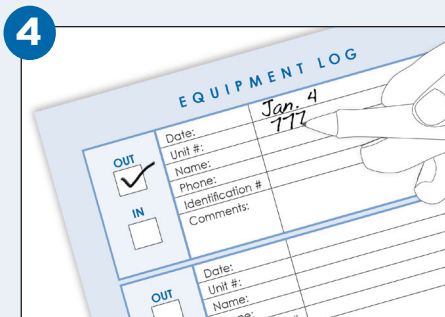 4
EQUIPMENT LOG
OUT
IN
Date: Jan. 4
Unit #: 777
Name:
Phone:
Identification #
Comments:
OUT
Date:
Unit #:
Name: